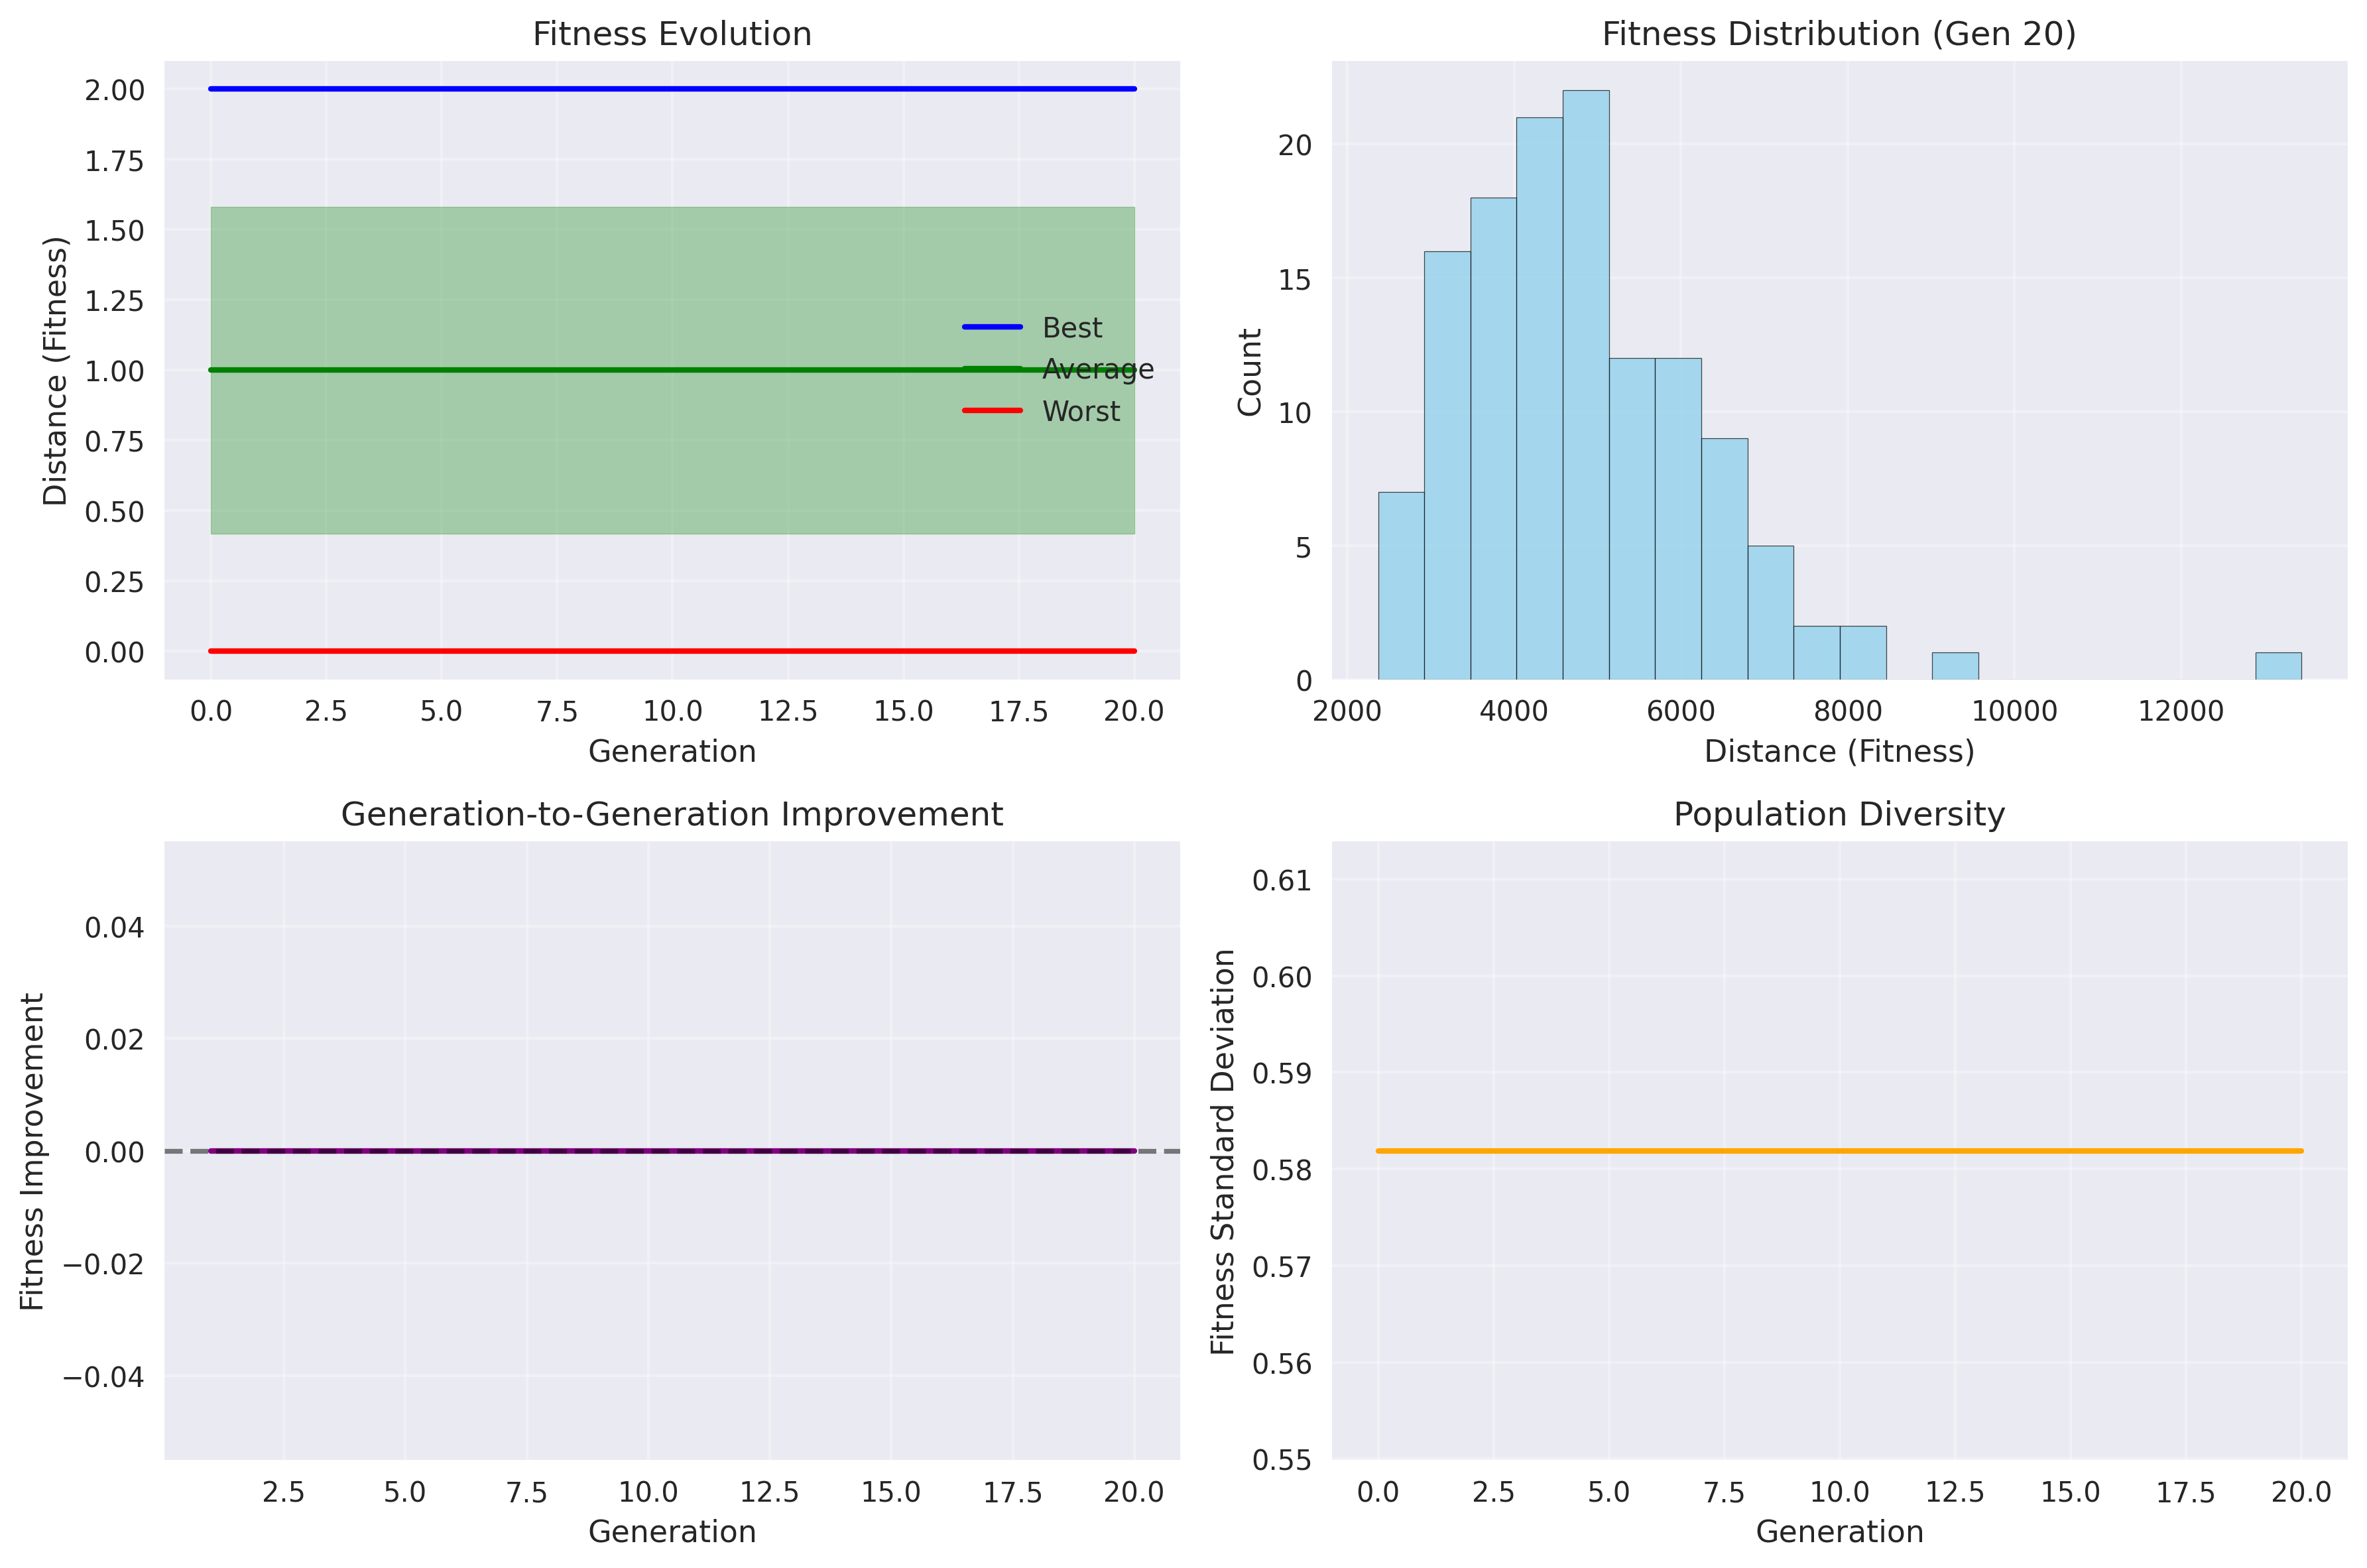 Fitness Evolution
Distance (Fitness)
2.00
1.75
1.50
1.25
1.00
0.75
0.50
0.25
0.00
Best
Average
Worst
0.0 2.5 5.0 7.5 10.0 12.5 15.0 17.5 20.0
Generation
Fitness Distribution (Gen 20)
Count
20
15
10
5
0
2000 4000 6000 8000 10000 12000
Distance (Fitness)
Generation-to-Generation Improvement
Fitness Improvement
0.04
0.02
0.00
−0.02
−0.04
2.5 5.0 7.5 10.0 12.5 15.0 17.5 20.0
Generation
Population Diversity
Fitness Standard Deviation
0.61
0.60
0.59
0.58
0.57
0.56
0.55
0.0 2.5 5.0 7.5 10.0 12.5 15.0 17.5 20.0
Generation